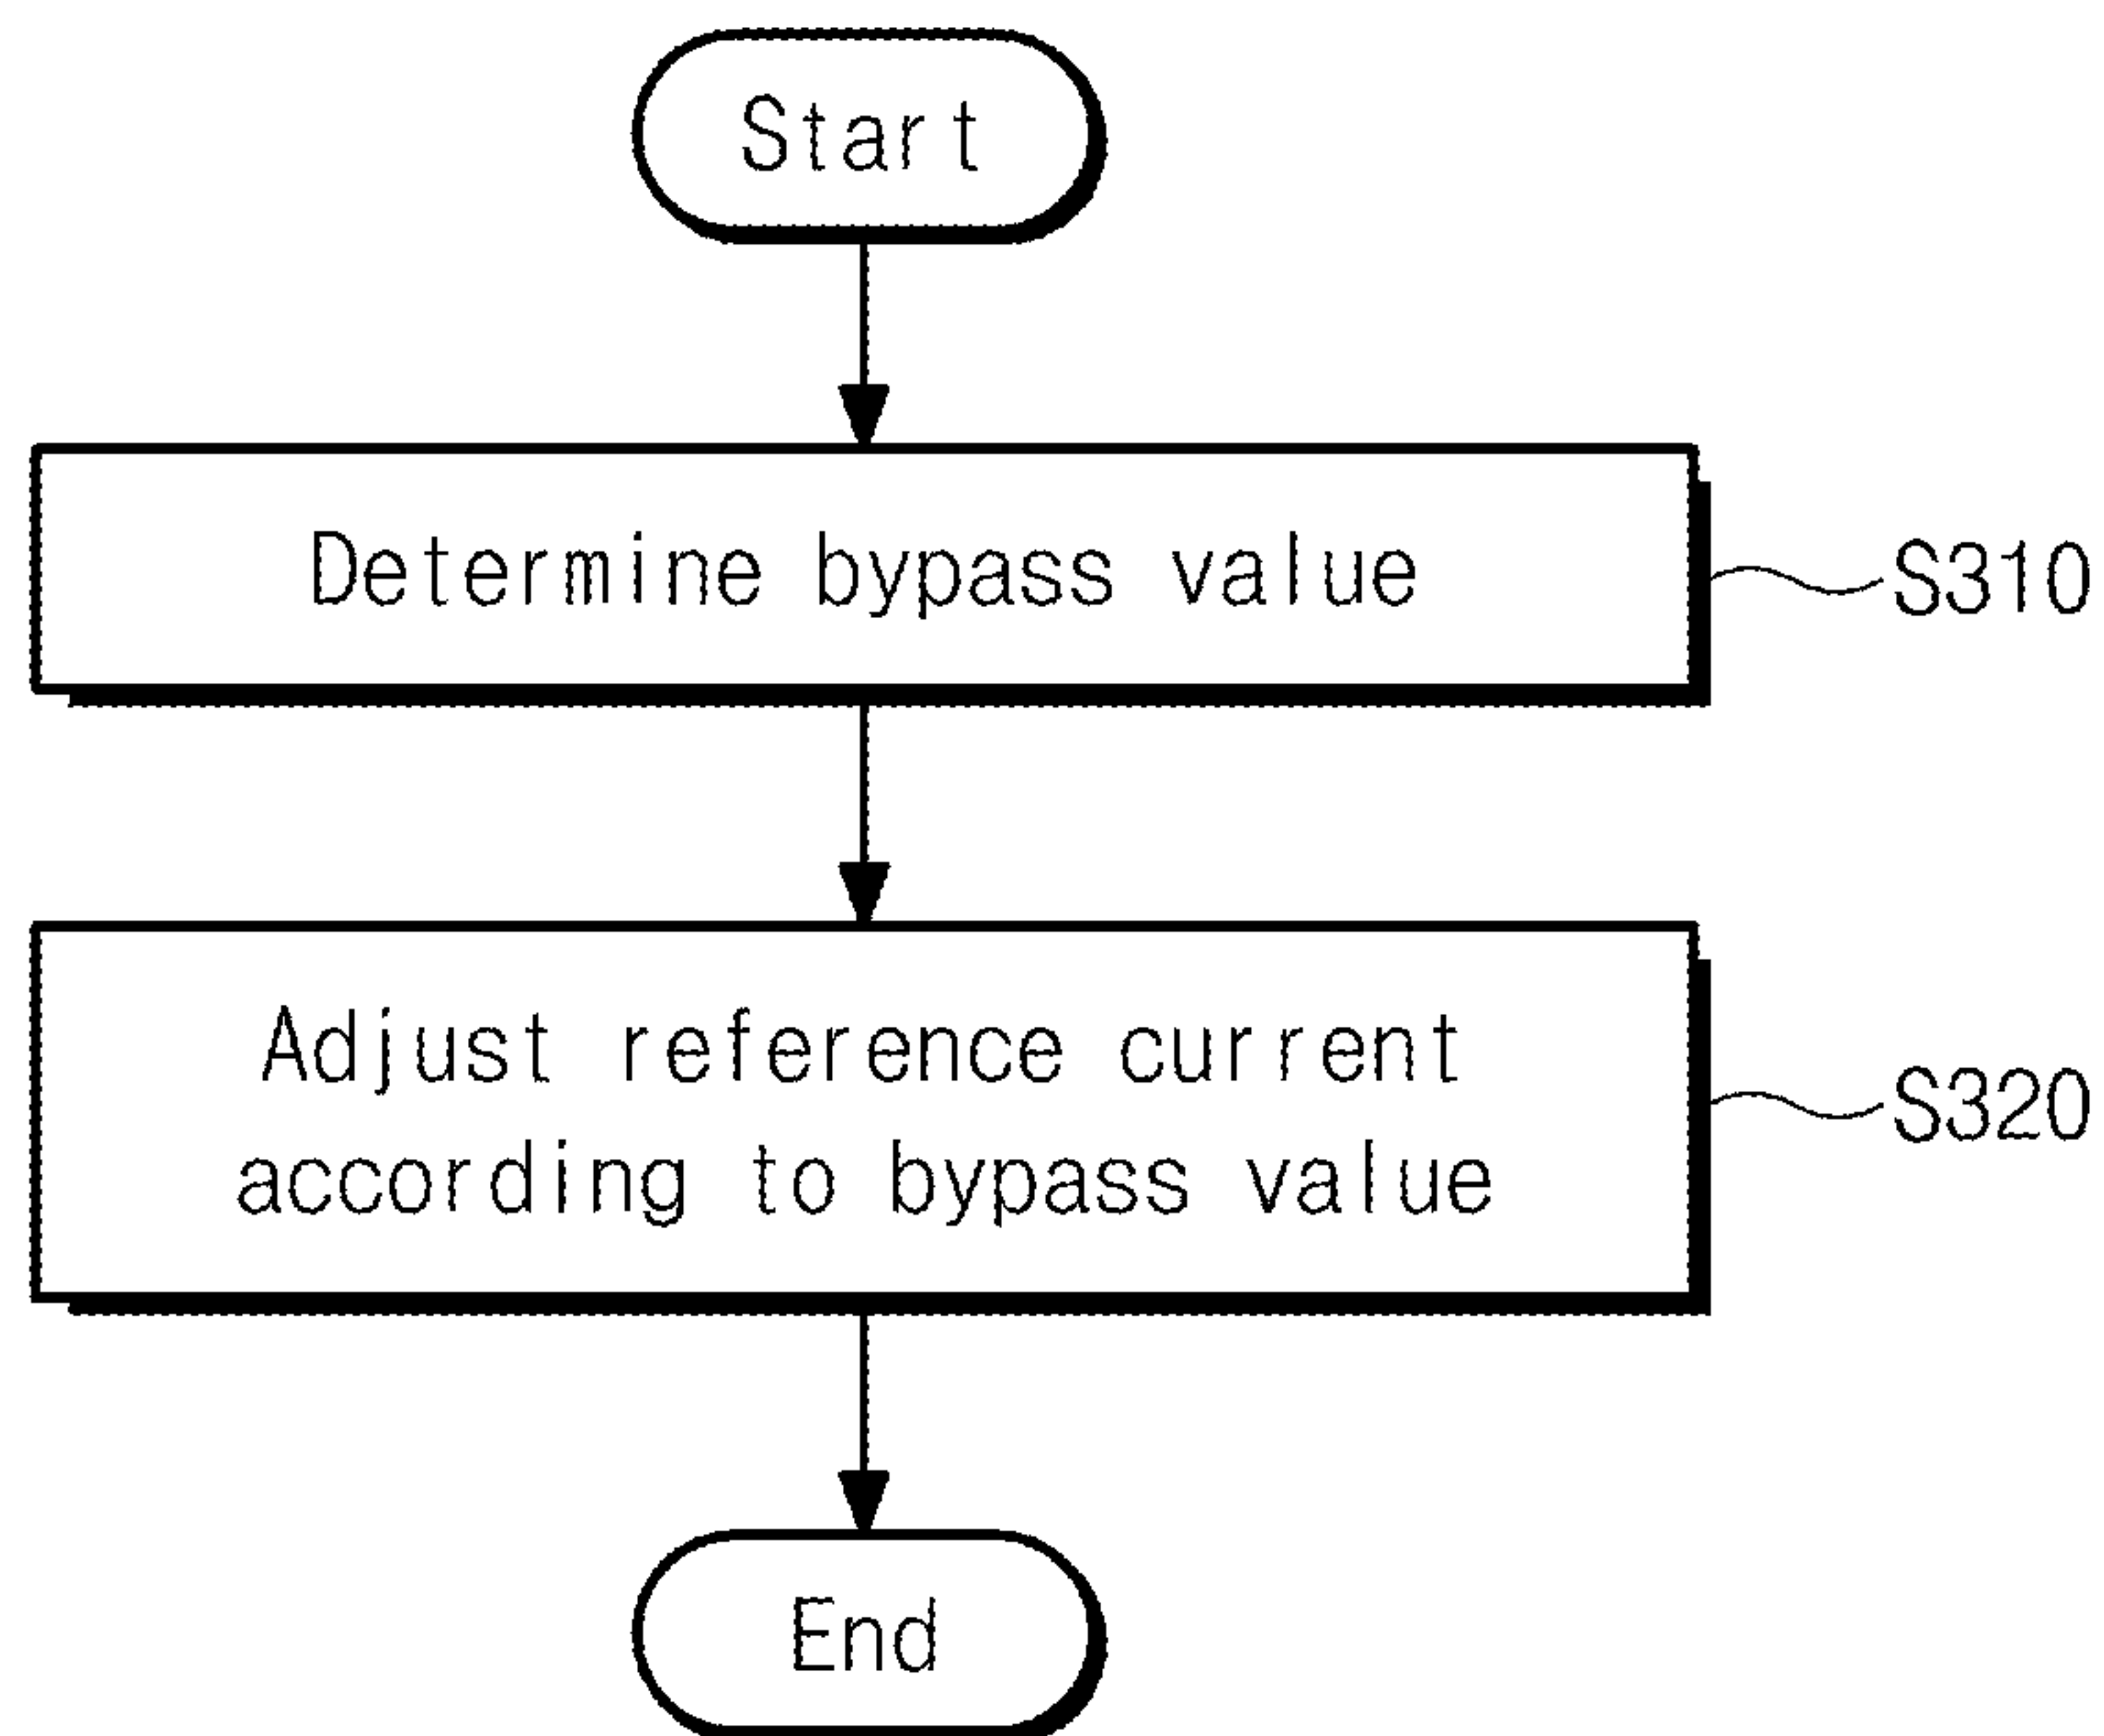 Start
Determine bypass value
S310
Adjust reference current
according to bypass value
S320
End